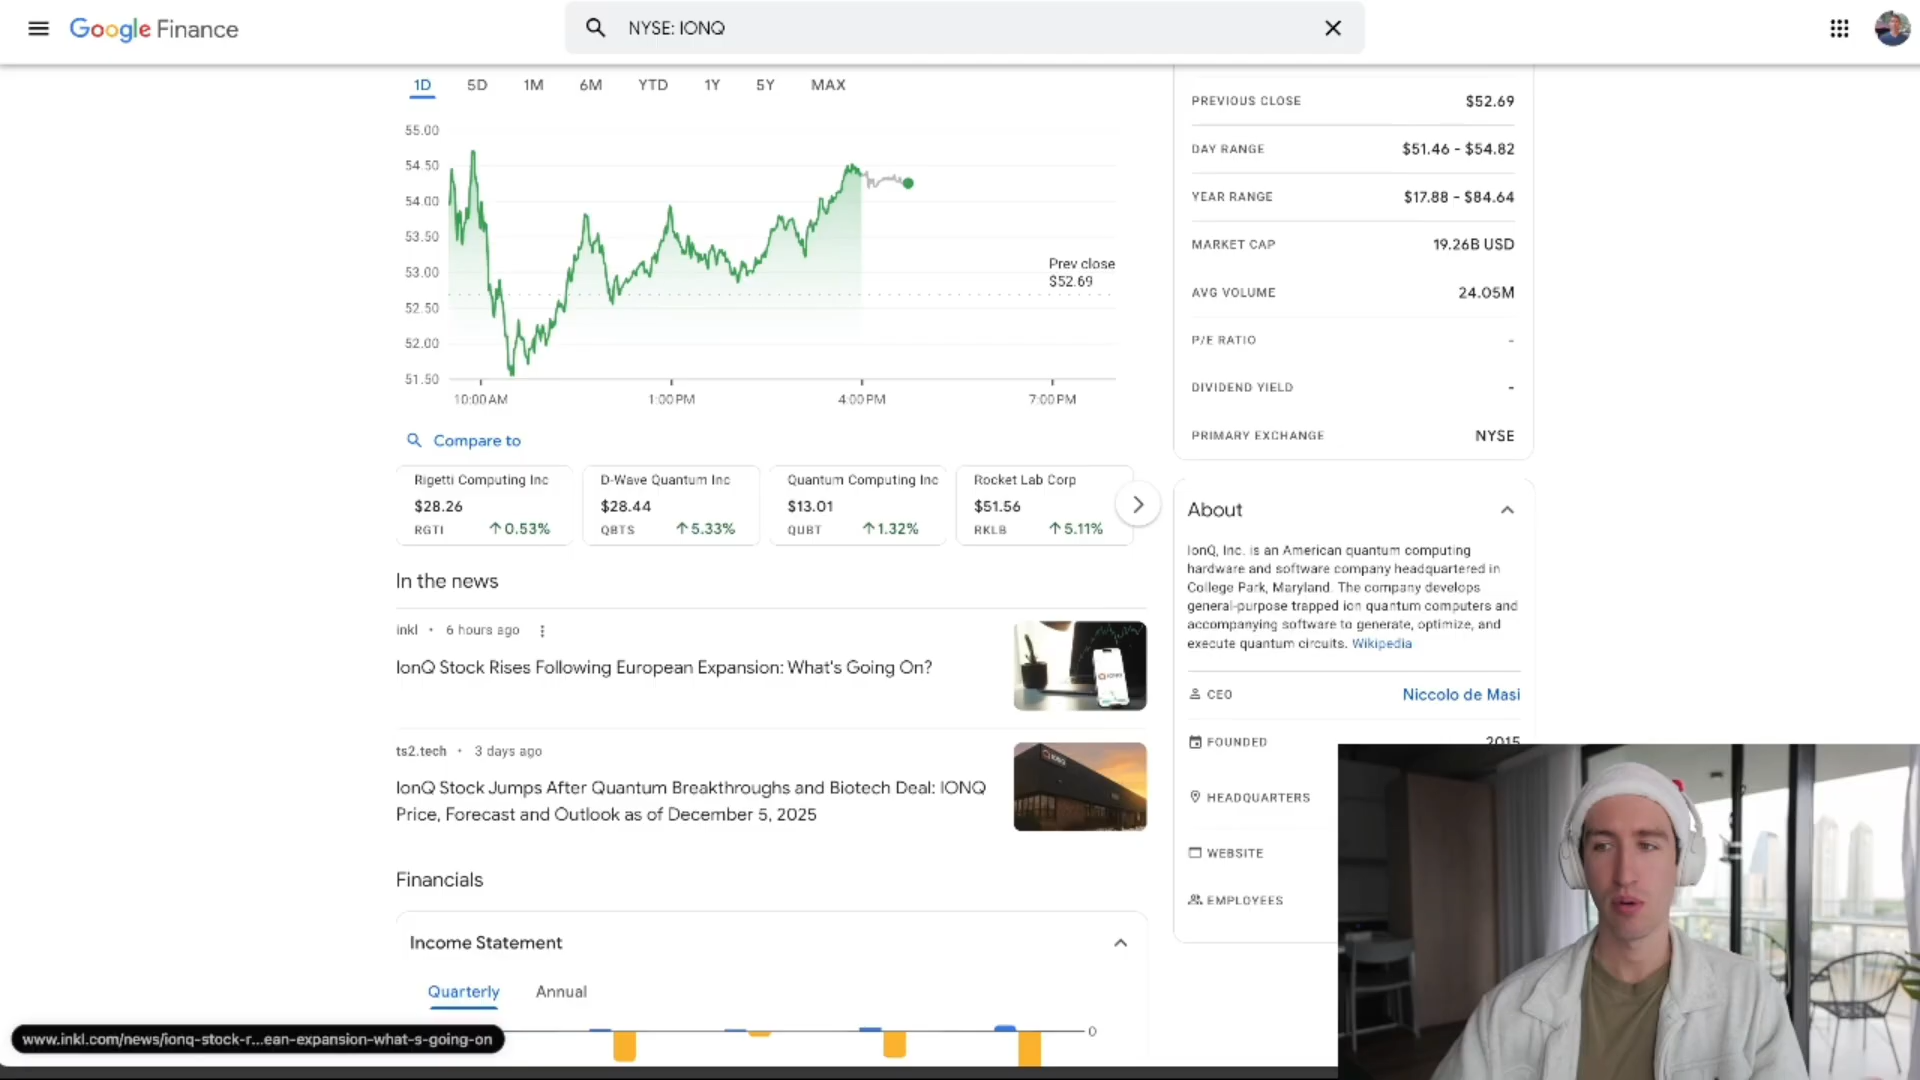 Google Finance
NYSE: IONQ
1D 5D 1M 6M YTD 1Y 5Y MAX
55.00
54.50
54.00
53.50
53.00
52.50
52.00
51.50
Prev close
$52.69
10:00 AM 1:00 PM 4:00 PM 7:00 PM
Compare to
Rigetti Computing Inc
$28.26
RGTI ↑0.53%
D-Wave Quantum Inc
$28.44
QBTS ↑5.33%
Quantum Computing Inc
$13.01
QUBT ↑1.32%
Rocket Lab Corp
$51.56
RKLB ↑5.11%
In the news
inkl • 6 hours ago
IonQ Stock Rises Following European Expansion: What's Going On?
ts2.tech • 3 days ago
IonQ Stock Jumps After Quantum Breakthroughs and Biotech Deal: IONQ
Price, Forecast and Outlook as of December 5, 2025
Financials
Income Statement
Quarterly Annual
0
www.inkl.com/news/ionq-stock-r...ean-expansion-what-s-going-on
PREVIOUS CLOSE $52.69
DAY RANGE $51.46 - $54.82
YEAR RANGE $17.88 - $84.64
MARKET CAP 19.26B USD
AVG VOLUME 24.05M
P/E RATIO -
DIVIDEND YIELD -
PRIMARY EXCHANGE NYSE
About
IonQ, Inc. is an American quantum computing
hardware and software company headquartered in
College Park, Maryland. The company develops
general-purpose trapped ion quantum computers and
accompanying software to generate, optimize, and
execute quantum circuits. Wikipedia
CEO Niccolo de Masi
FOUNDED 2015
HEADQUARTERS
WEBSITE
EMPLOYEES